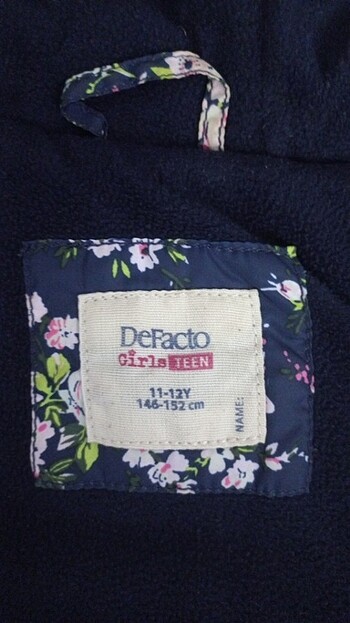 DeFacto
Girls TEEN
11-12Y
146-152 cm
NAME: